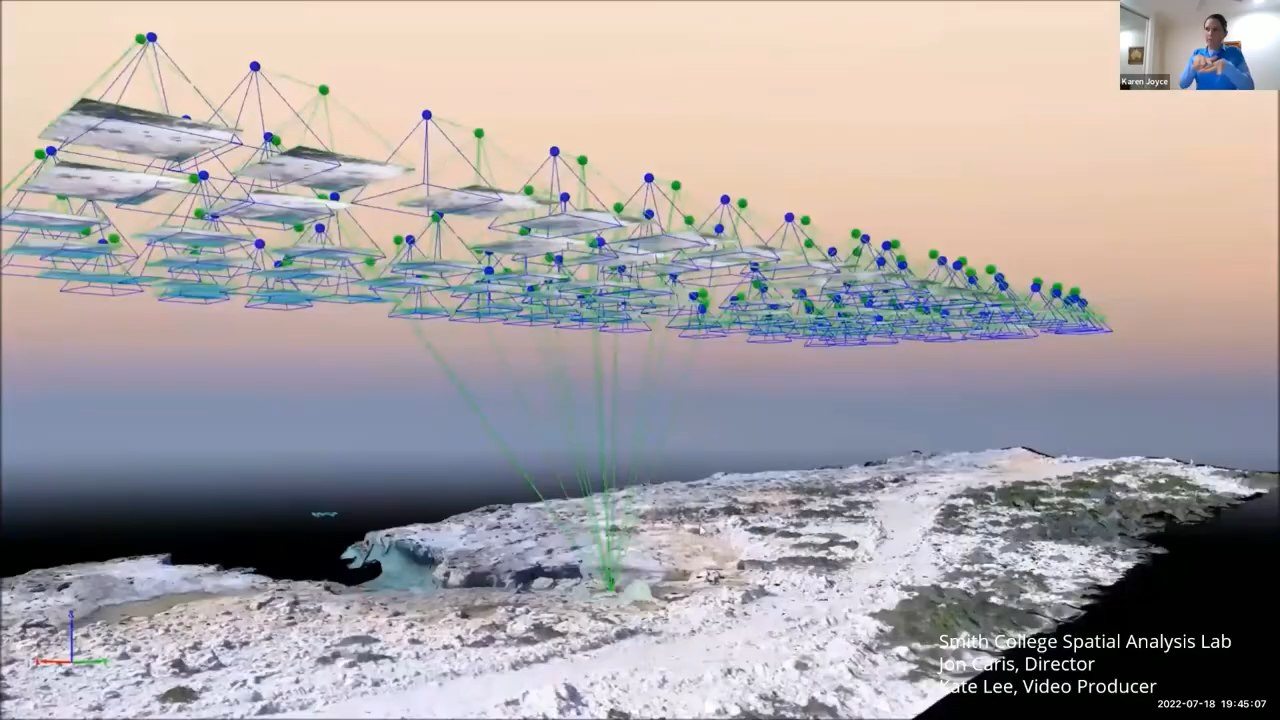 Karen Joyce
Smith College Spatial Analysis Lab
Jon Caris, Director
Kate Lee, Video Producer
2022-07-18 19:45:07